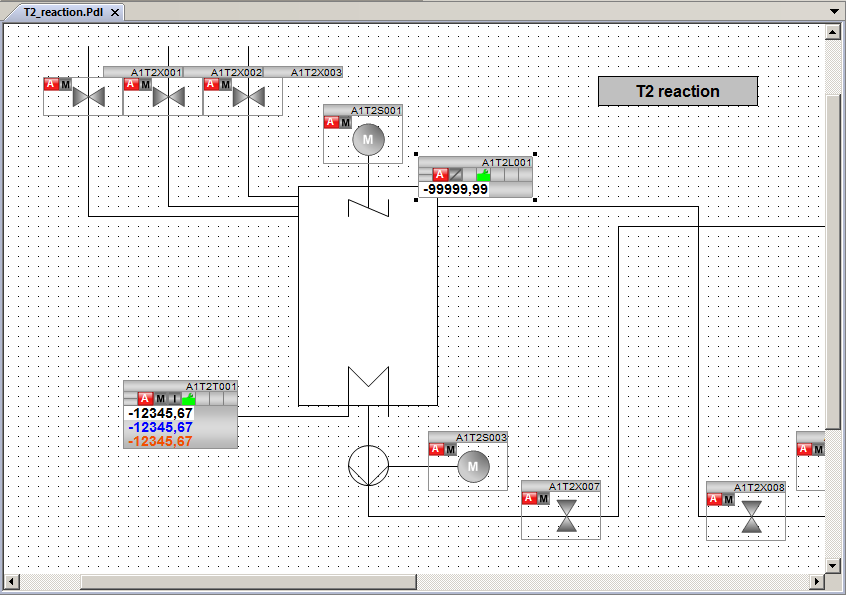 T2_reaction.Pdl
A1T2X001 A1T2X002 A1T2X003
A M A M A M
T2 reaction
A1T2S001
A M
M
A1T2L001
A
-99999,99
A1T2T001
A M I
-12345,67
-12345,67
-12345,67
A1T2S003
A M
M
A M
A1T2X007
A M
A1T2X008
A M